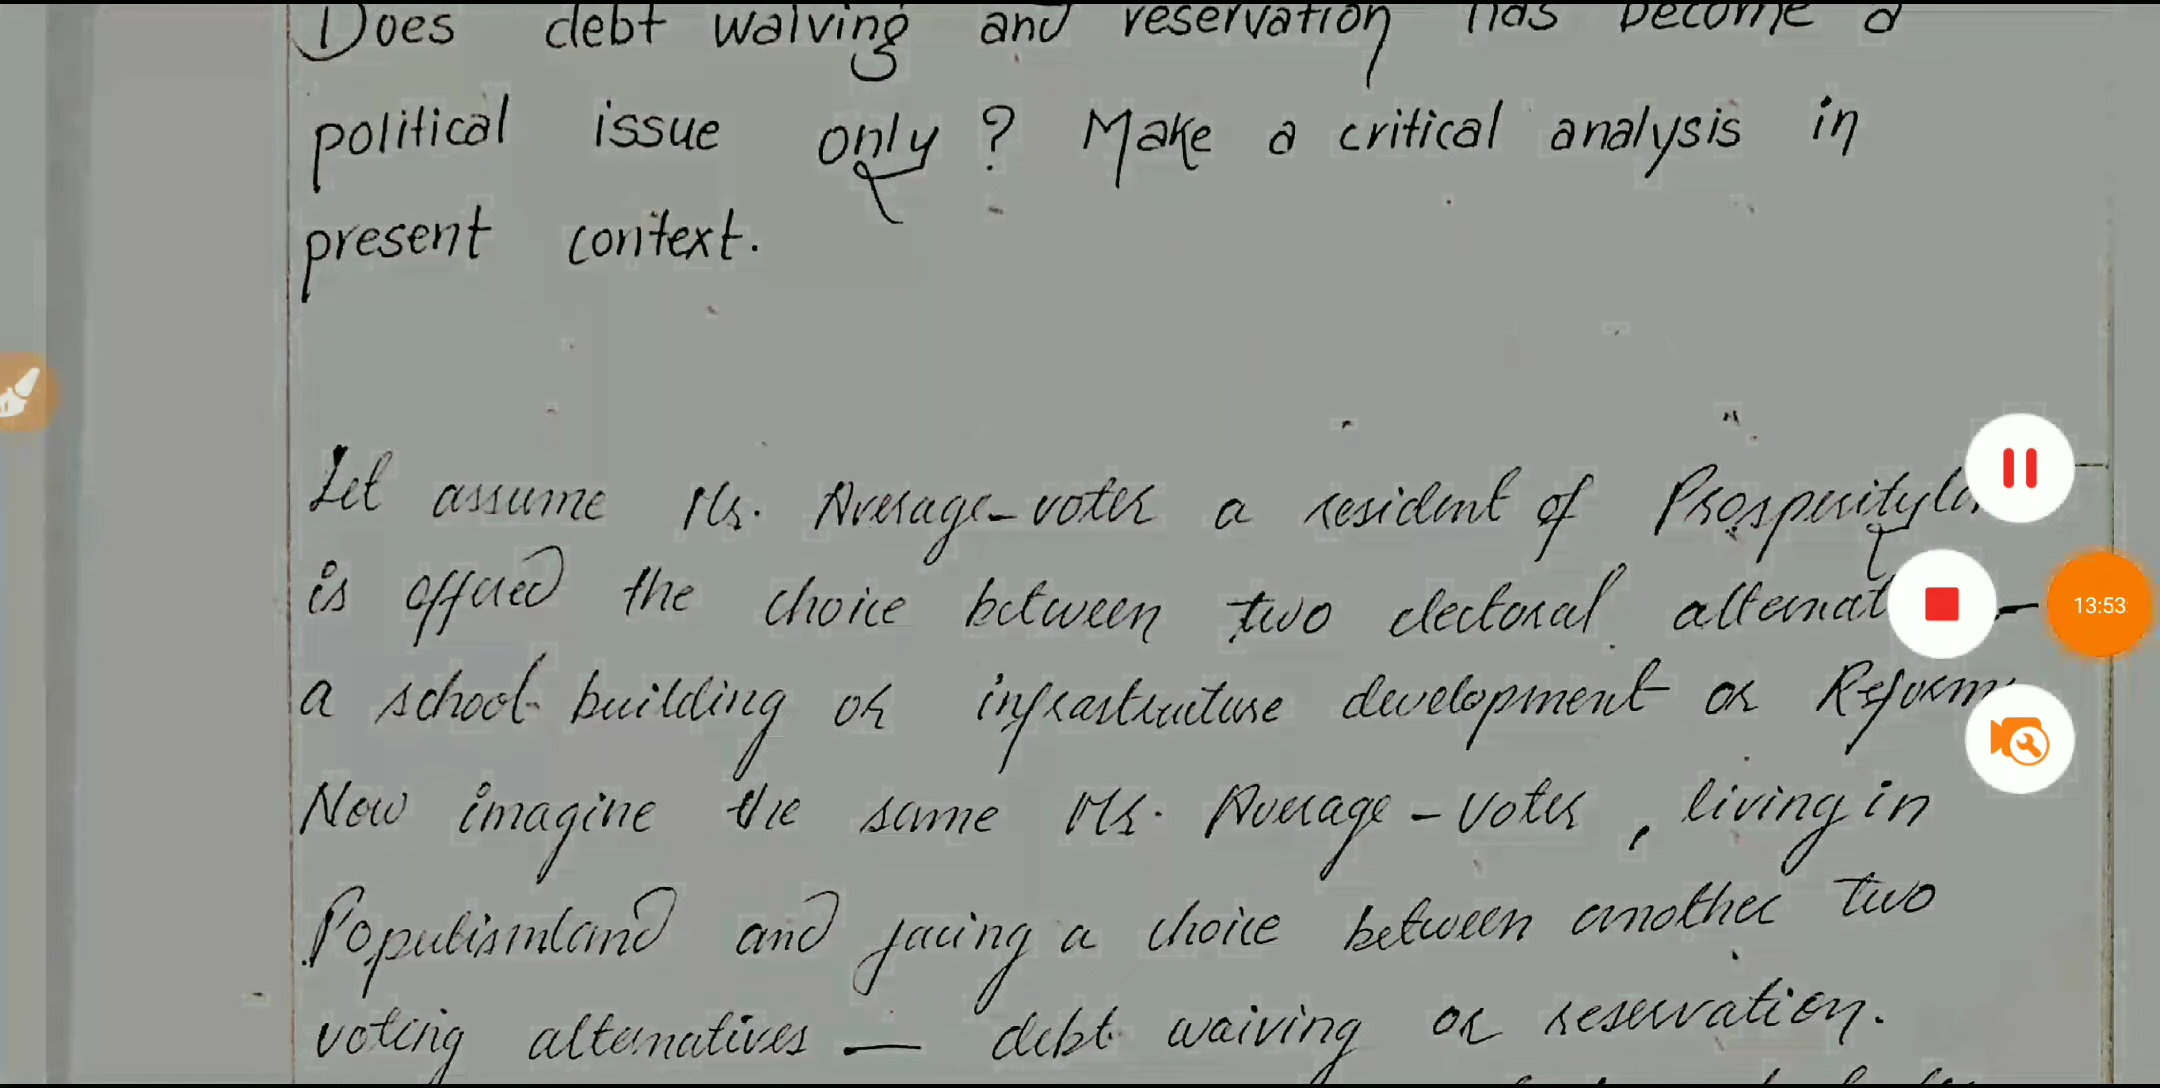 Does debt waiving and reservation has become a
political issue only? Make a critical analysis in
present context.
Let assume Mr. Average-voter a resident of
is offered the choice between two electoral
13:53
a school building or infrastructure development or
Now imagine the same Mr. Average-Voter, living in
Populismland and facing a choice between another two
voting alternatives — debt waiving or reservation.